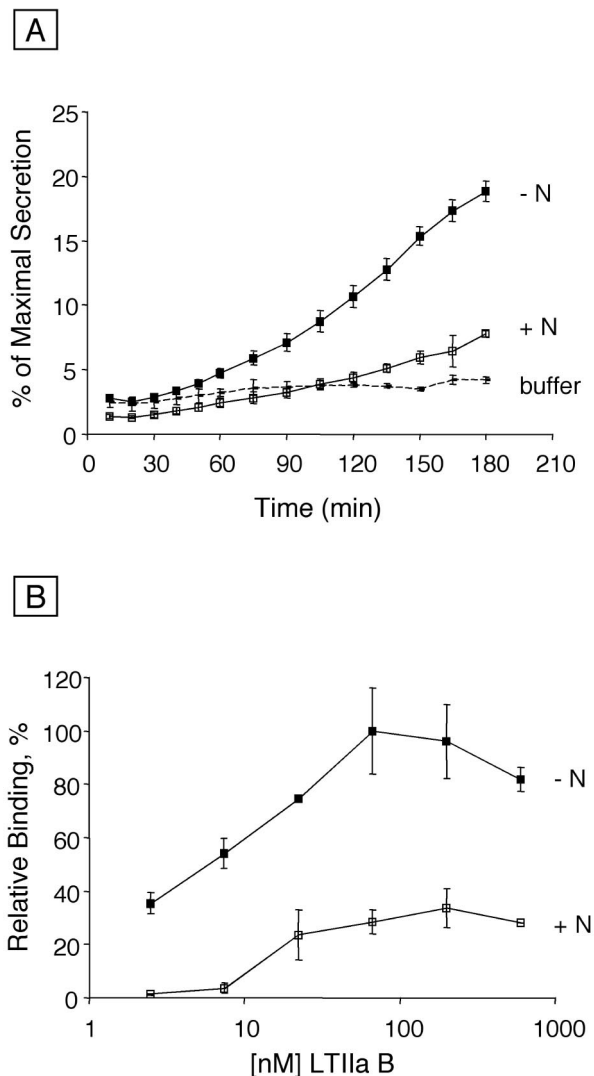 A
% of Maximal Secretion
25
20
15
10
5
0
- N
+ N
buffer
0 30 60 90 120 150 180 210
Time (min)
B
Relative Binding, %
120
100
80
60
40
20
0
- N
+ N
1 10 100 1000
[nM] LTIIa B